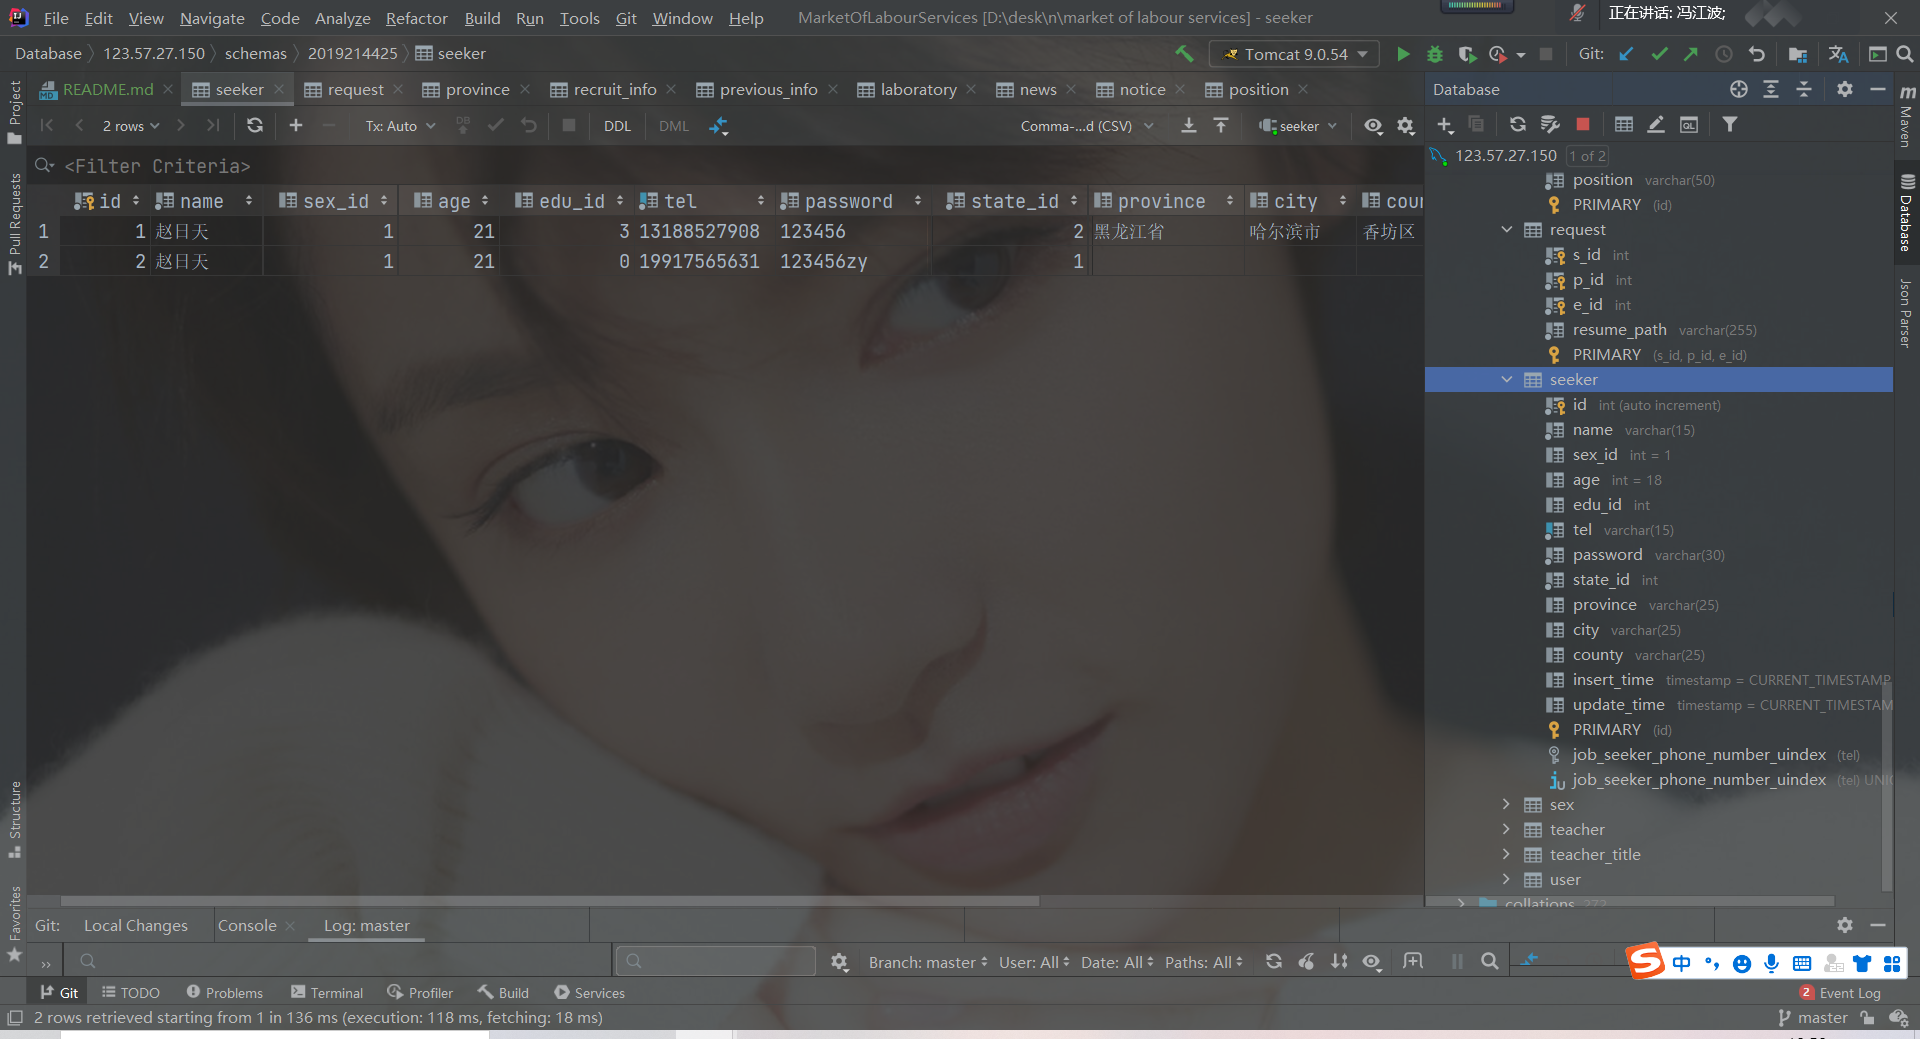 File Edit View Navigate Code Analyze Refactor Build Run Tools Git Window Help MarketOfLabourServices [D:\desk\n\market of labour services] - seeker 正在讲话: 冯江波;
Database 123.57.27.150 schemas 2019214425 seeker Tomcat 9.0.54 Git:
README.md seeker request province recruit_info previous_info laboratory news notice position
2 rows Tx: Auto DDL DML Comma-...d (CSV) seeker
<Filter Criteria>
id name sex_id age edu_id tel password state_id province city coun
1 1 赵日天 1 21 3 13188527908 123456 2 黑龙江省 哈尔滨市 香坊区
2 2 赵日天 1 21 0 19917565631 123456zy 1
Database
123.57.27.150 1 of 2
position varchar(50)
PRIMARY (id)
request
s_id int
p_id int
e_id int
resume_path varchar(255)
PRIMARY (s_id, p_id, e_id)
seeker
id int (auto increment)
name varchar(15)
sex_id int = 1
age int = 18
edu_id int
tel varchar(15)
password varchar(30)
state_id int
province varchar(25)
city varchar(25)
county varchar(25)
insert_time timestamp = CURRENT_TIMESTAMP
update_time timestamp = CURRENT_TIMESTAM
PRIMARY (id)
job_seeker_phone_number_uindex (tel)
job_seeker_phone_number_uindex (tel) UNI
sex
teacher
teacher_title
user
collations 272
Project
Pull Requests
Structure
Favorites
Maven
Database
Json Parser
Git: Local Changes Console Log: master
Branch: master User: All Date: All Paths: All
中
Git TODO Problems Terminal Profiler Build Services 2 Event Log
2 rows retrieved starting from 1 in 136 ms (execution: 118 ms, fetching: 18 ms) master